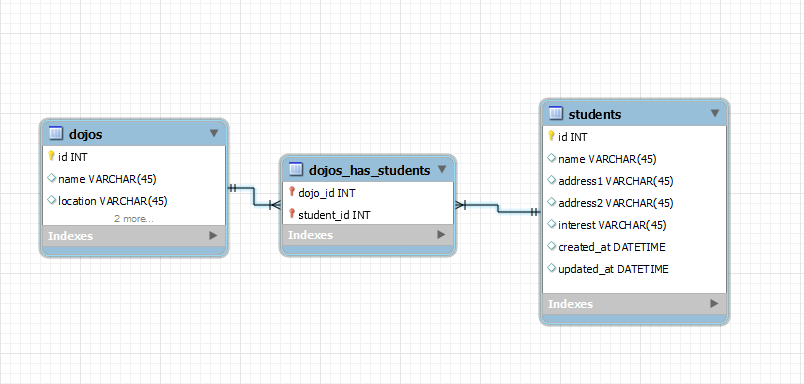 dojos
id INT
name VARCHAR(45)
location VARCHAR(45)
2 more...
Indexes
dojos_has_students
dojo_id INT
student_id INT
Indexes
students
id INT
name VARCHAR(45)
address1 VARCHAR(45)
address2 VARCHAR(45)
interest VARCHAR(45)
created_at DATETIME
updated_at DATETIME
Indexes